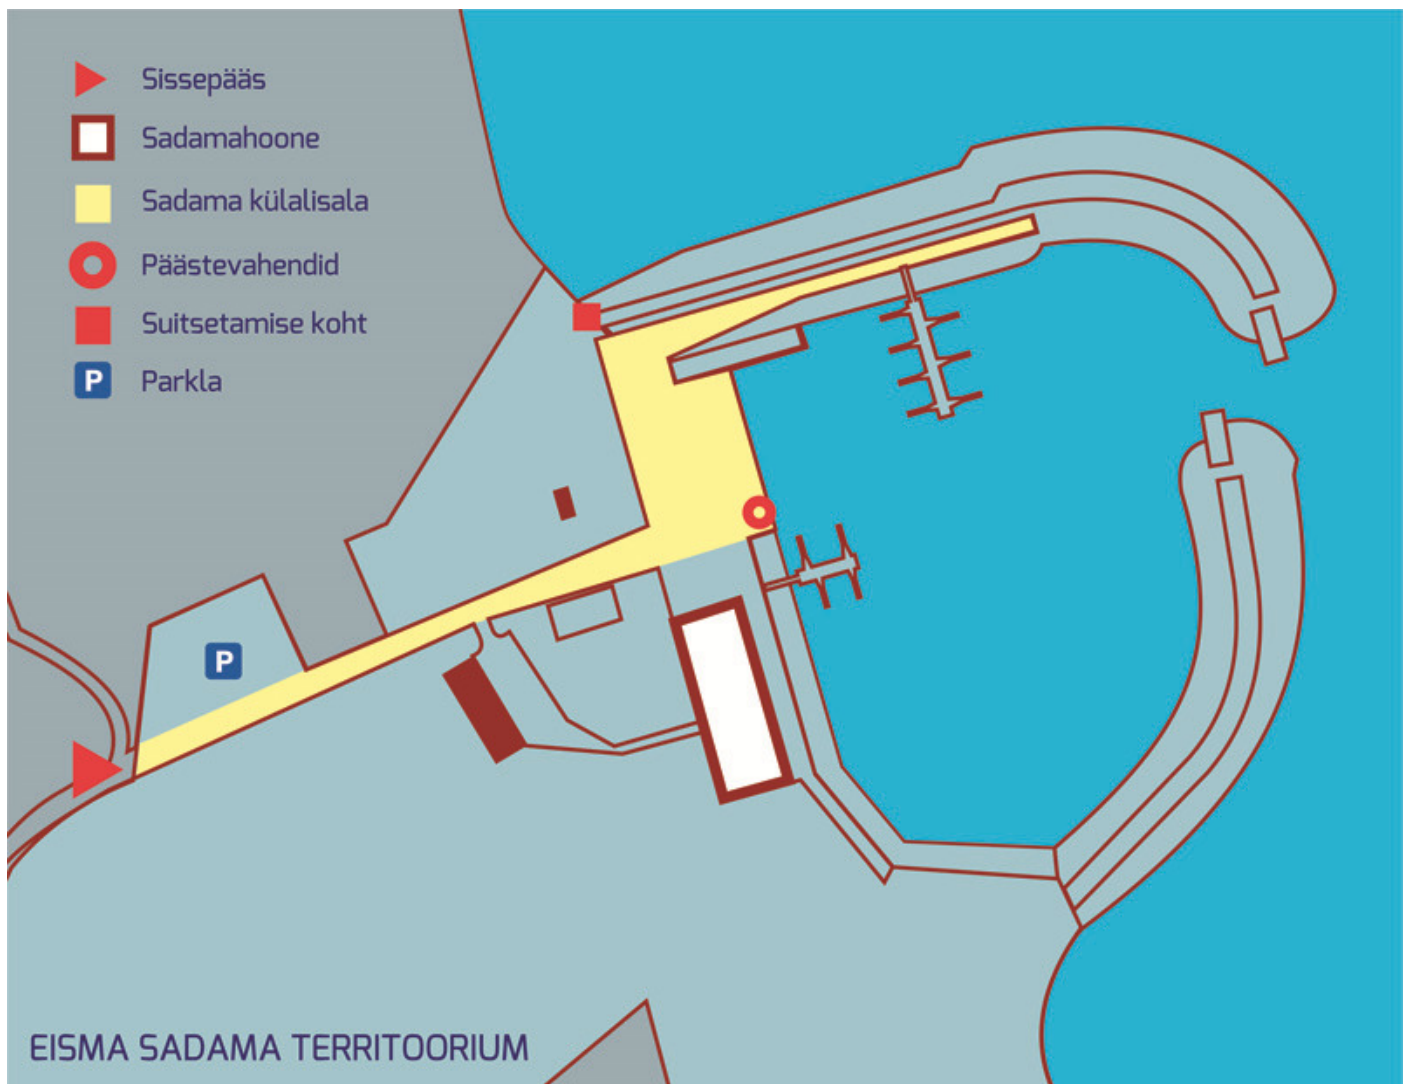 Sissepääs
Sadamahoone
Sadama külalisala
Päästevahendid
Suitsetamise koht
P Parkla
P
EISMA SADAMA TERRITOORIUM